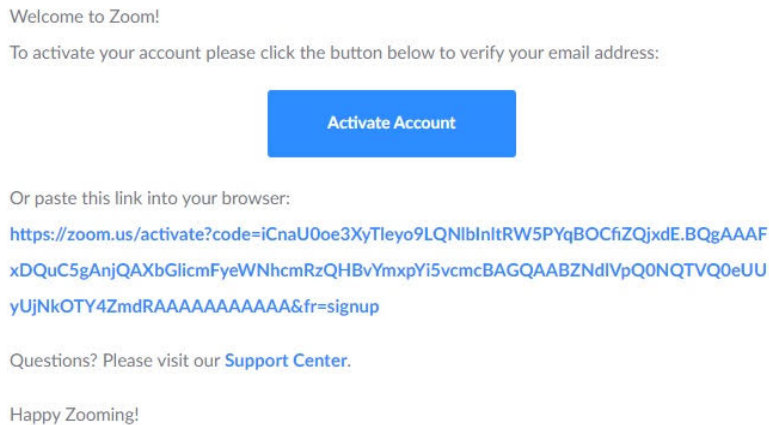 Welcome to Zoom!
To activate your account please click the button below to verify your email address:
Activate Account
Or paste this link into your browser:
https://zoom.us/activate?code=iCnaU0oe3XyTleyo9LQNlbInltRW5PYqBOCfiZQjxdE.BQgAAAF
xDQuC5gAnjQAXbGlicmFyeWNhcmRzQHBvYmxpYi5vcmcBAGQAABZNdlVpQ0NQTVQ0eUU
yUjNkOTY4ZmdRAAAAAAAAAAA&fr=signup
Questions? Please visit our Support Center.
Happy Zooming!